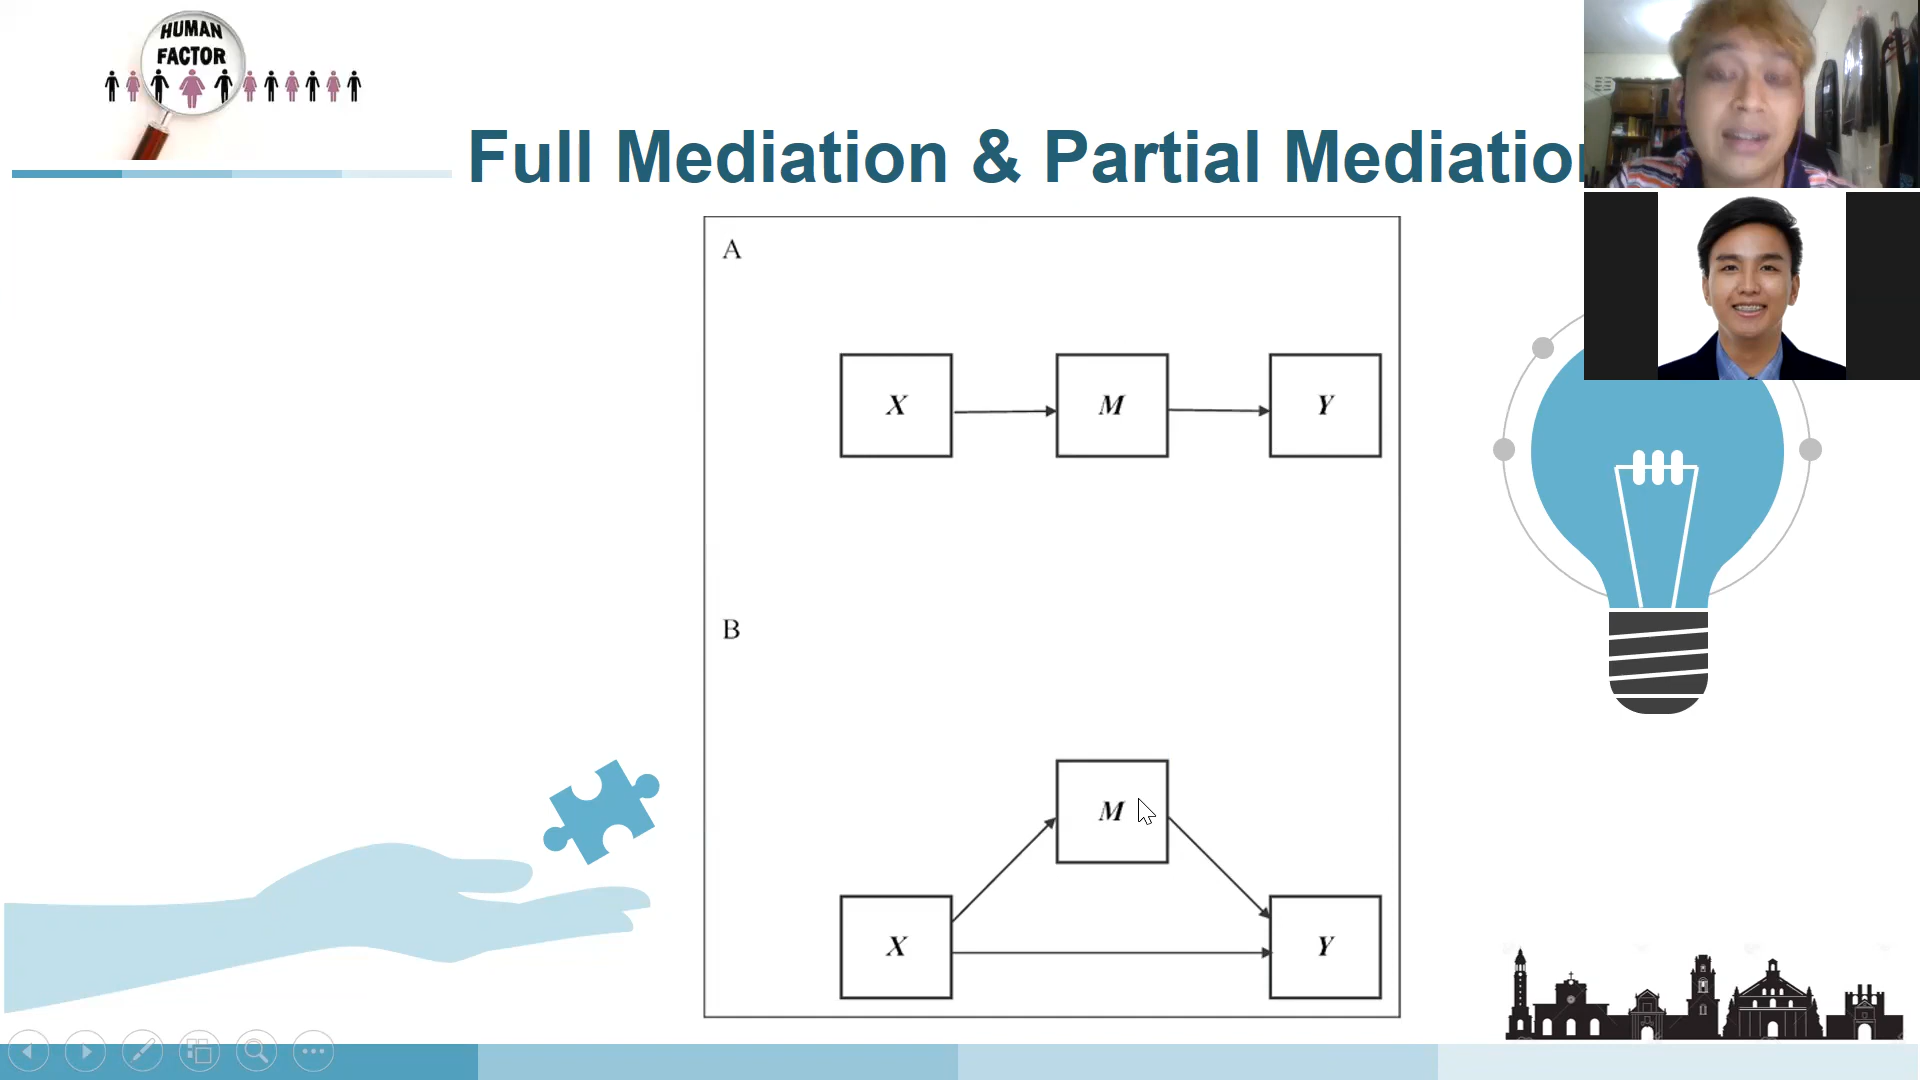 HUMAN
FACTOR
Full Mediation & Partial Mediation
A
X M Y
B
M
X Y